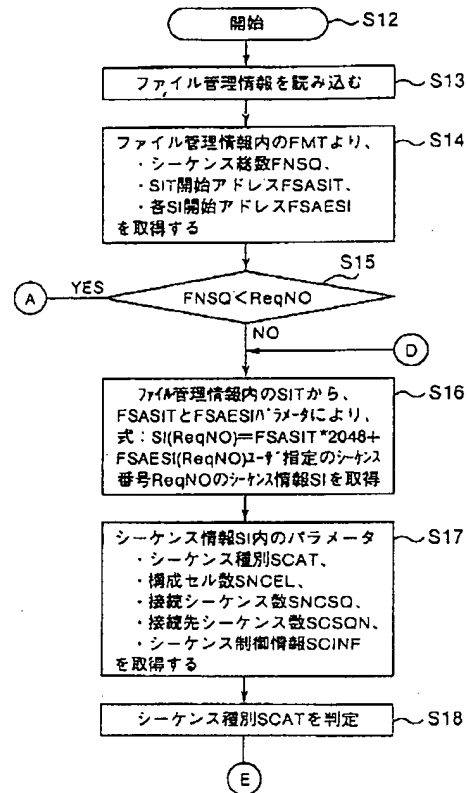 開始
S12
ファイル管理情報を読み込む
S13
ファイル管理情報内のFMTより、
・シーケンス総数FNSQ、
・SIT開始アドレスFSASIT、
・各SI開始アドレスFSAESI
を取得する
S14
S15
A
YES
FNSQ<ReqNO
NO
D
ファイル管理情報内のSITから、
FSASITとFSAESIパラメータにより、
式：SI(ReqNO)=FSASIT*2048+
FSAESI(ReqNO)ユーザ指定のシーケンス
番号ReqNOのシーケンス情報SIを取得
S16
シーケンス情報SI内のパラメータ
・シーケンス種別SCAT、
・構成セル数SNCEL、
・接続シーケンス数SNCSQ、
・接続先シーケンス数SCSQN、
・シーケンス制御情報SCINF
を取得する
S17
シーケンス種別SCATを判定
S18
E